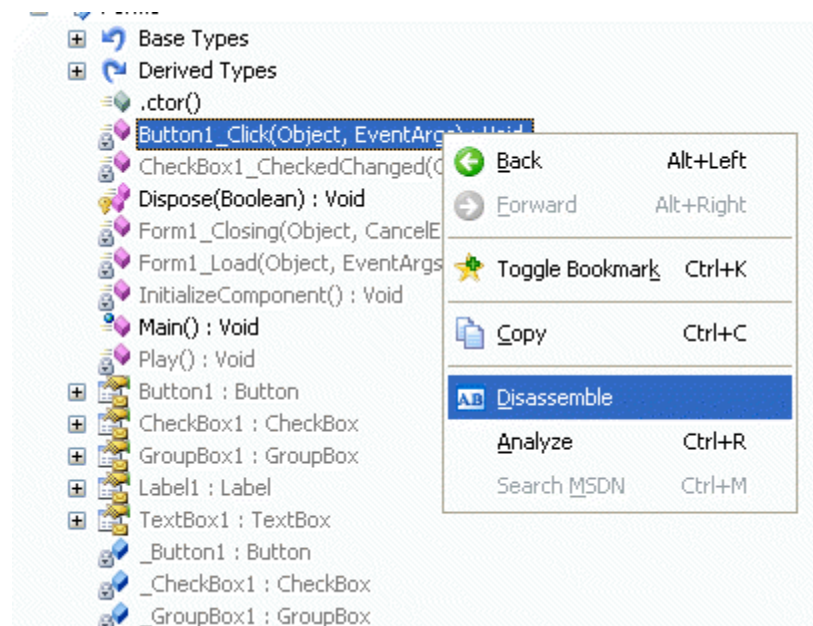 Base Types
Derived Types
.ctor()
Button1_Click(Object, EventArgs) : Void
CheckBox1_CheckedChanged(
Dispose(Boolean) : Void
Form1_Closing(Object, CancelE
Form1_Load(Object, EventArgs
InitializeComponent() : Void
Main() : Void
Play() : Void
Button1 : Button
CheckBox1 : CheckBox
GroupBox1 : GroupBox
Label1 : Label
TextBox1 : TextBox
_Button1 : Button
_CheckBox1 : CheckBox
_GroupBox1 : GroupBox
Back Alt+Left
Forward Alt+Right
Toggle Bookmark Ctrl+K
Copy Ctrl+C
Disassemble
Analyze Ctrl+R
Search MSDN Ctrl+M